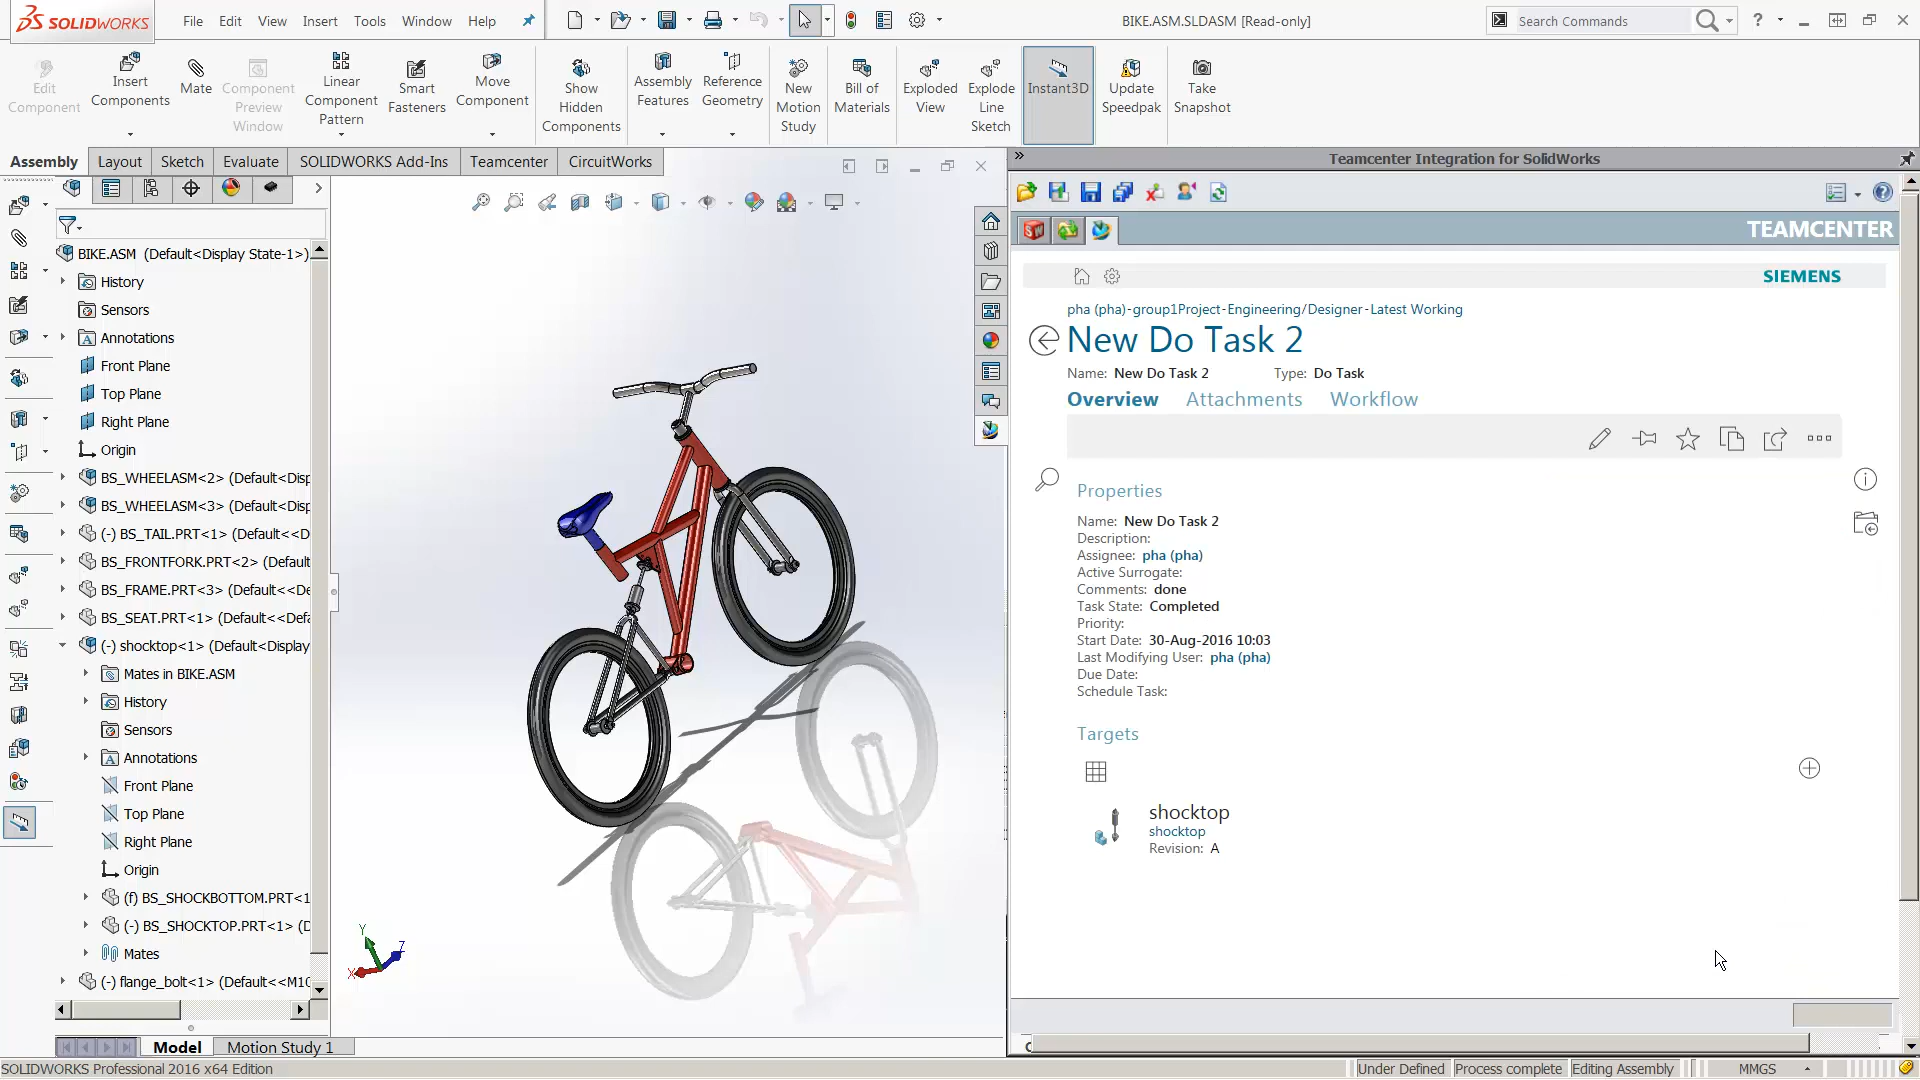 SOLIDWORKS
File Edit View Insert Tools Window Help
BIKE.ASM.SLDASM [Read-only]
Search Commands
Edit
Component
Insert
Components
Mate
Component
Preview
Window
Linear
Component
Pattern
Smart
Fasteners
Move
Component
Show
Hidden
Components
Assembly
Features
Reference
Geometry
New
Motion
Study
Bill of
Materials
Exploded
View
Explode
Line
Sketch
Instant3D
Update
Speedpak
Take
Snapshot
Assembly Layout Sketch Evaluate SOLIDWORKS Add-Ins Teamcenter CircuitWorks
BIKE.ASM (Default<Display State-1>)
History
Sensors
Annotations
Front Plane
Top Plane
Right Plane
Origin
BS_WHEELASM<2> (Default<Disp
BS_WHEELASM<3> (Default<Disp
(-) BS_TAIL.PRT<1> (Default<<D
BS_FRONTFORK.PRT<2> (Default
BS_FRAME.PRT<3> (Default<<De
BS_SEAT.PRT<1> (Default<<Defa
(-) shocktop<1> (Default<Display
Mates in BIKE.ASM
History
Sensors
Annotations
Front Plane
Top Plane
Right Plane
Origin
(f) BS_SHOCKBOTTOM.PRT<1
(-) BS_SHOCKTOP.PRT<1> (D
Mates
(-) flange_bolt<1> (Default<<M10
Y
Z
X
Model Motion Study 1
Teamcenter Integration for SolidWorks
TEAMCENTER
SIEMENS
pha (pha)-group1Project-Engineering/Designer-Latest Working
New Do Task 2
Name: New Do Task 2 Type: Do Task
Overview Attachments Workflow
Properties
Name: New Do Task 2
Description:
Assignee: pha (pha)
Active Surrogate:
Comments: done
Task State: Completed
Priority:
Start Date: 30-Aug-2016 10:03
Last Modifying User: pha (pha)
Due Date:
Schedule Task:
Targets
shocktop
shocktop
Revision: A
SOLIDWORKS Professional 2016 x64 Edition
Under Defined Process complete Editing Assembly MMGS